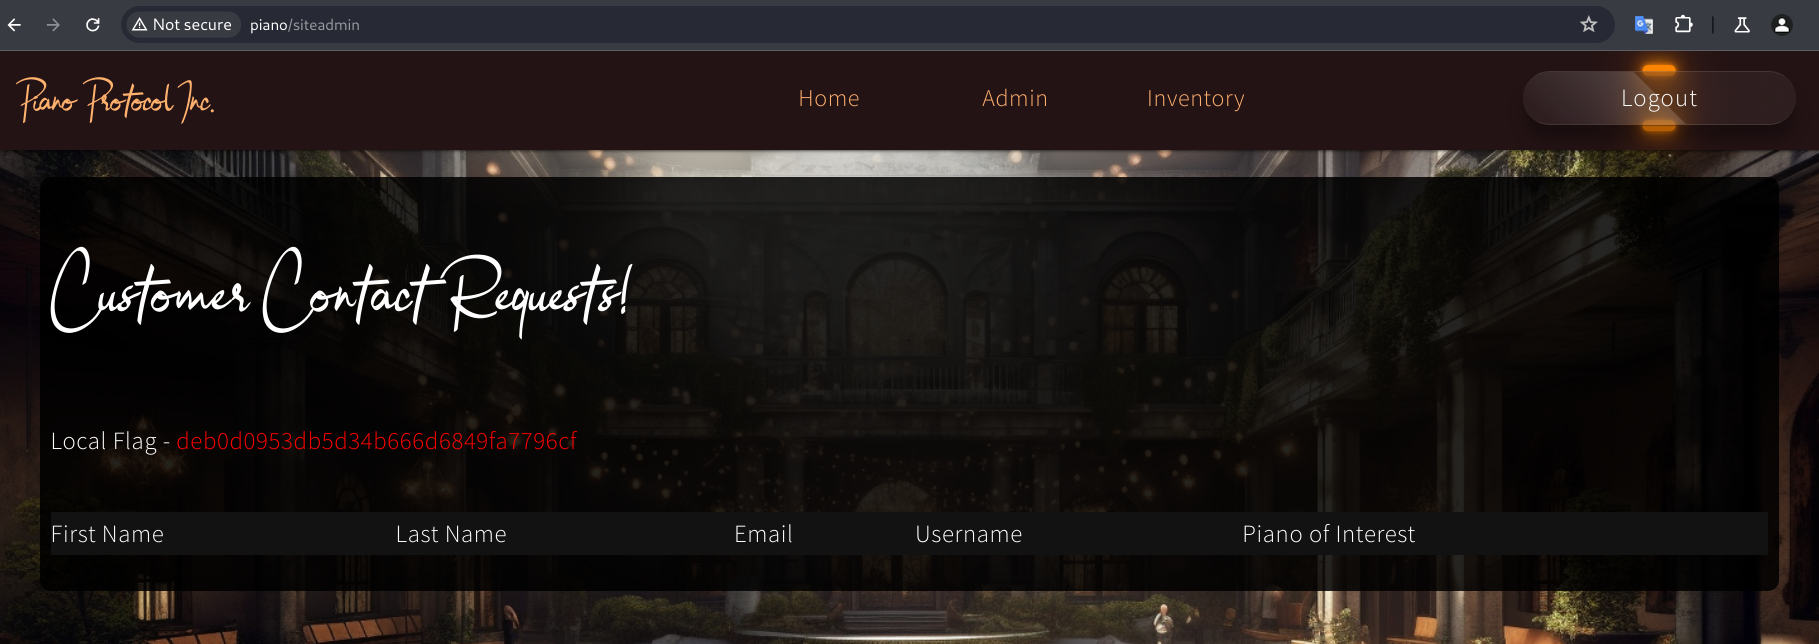 Not secure piano/siteadmin
Piano Protocol Inc. Home Admin Inventory Logout
Customer Contact Requests!
Local Flag - deb0d0953db5d34b666d6849fa7796cf
First Name Last Name Email Username Piano of Interest